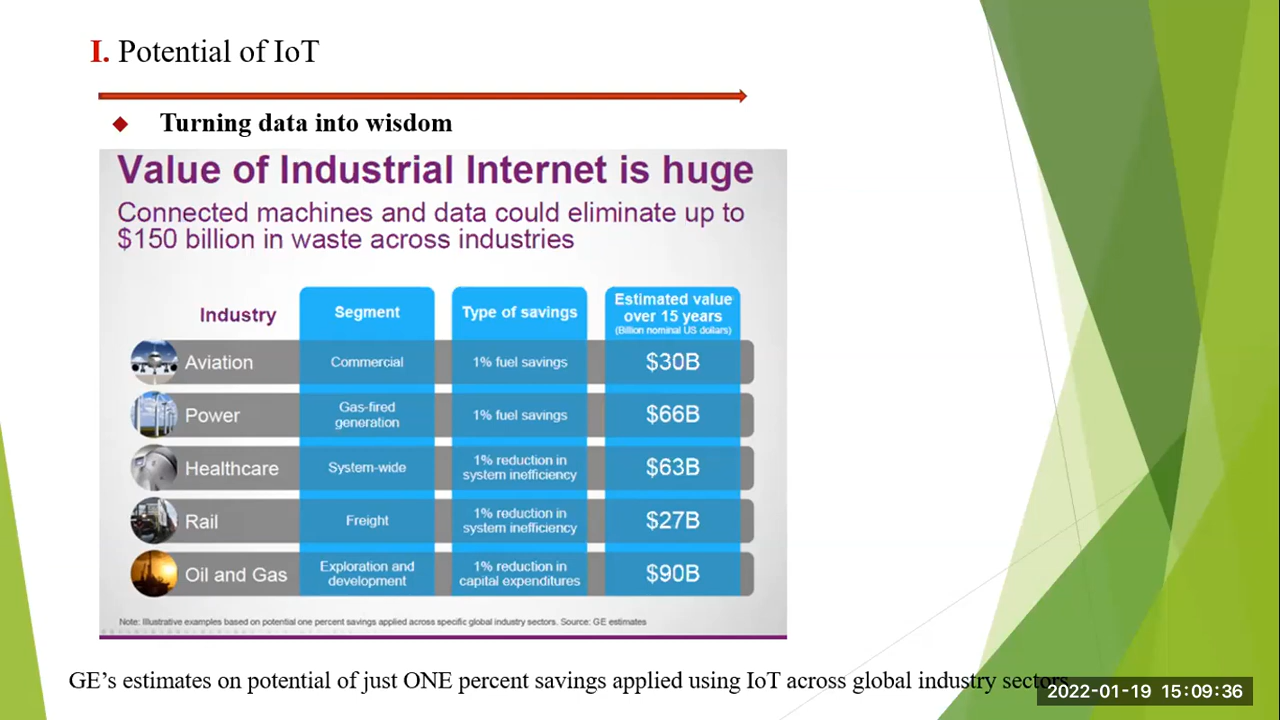 I. Potential of IoT
Turning data into wisdom
Value of Industrial Internet is huge
Connected machines and data could eliminate up to
$150 billion in waste across industries
Industry Segment Type of savings Estimated value
over 15 years
(Billion nominal US dollars)
Aviation Commercial 1% fuel savings $30B
Power Gas-fired
generation 1% fuel savings $66B
Healthcare System-wide 1% reduction in
system inefficiency $63B
Rail Freight 1% reduction in
system inefficiency $27B
Oil and Gas Exploration and
development 1% reduction in
capital expenditures $90B
Note: Illustrative examples based on potential one percent savings applied across specific global industry sectors. Source: GE estimates
GE’s estimates on potential of just ONE percent savings applied using IoT across global industry sectors
2022-01-19 15:09:36